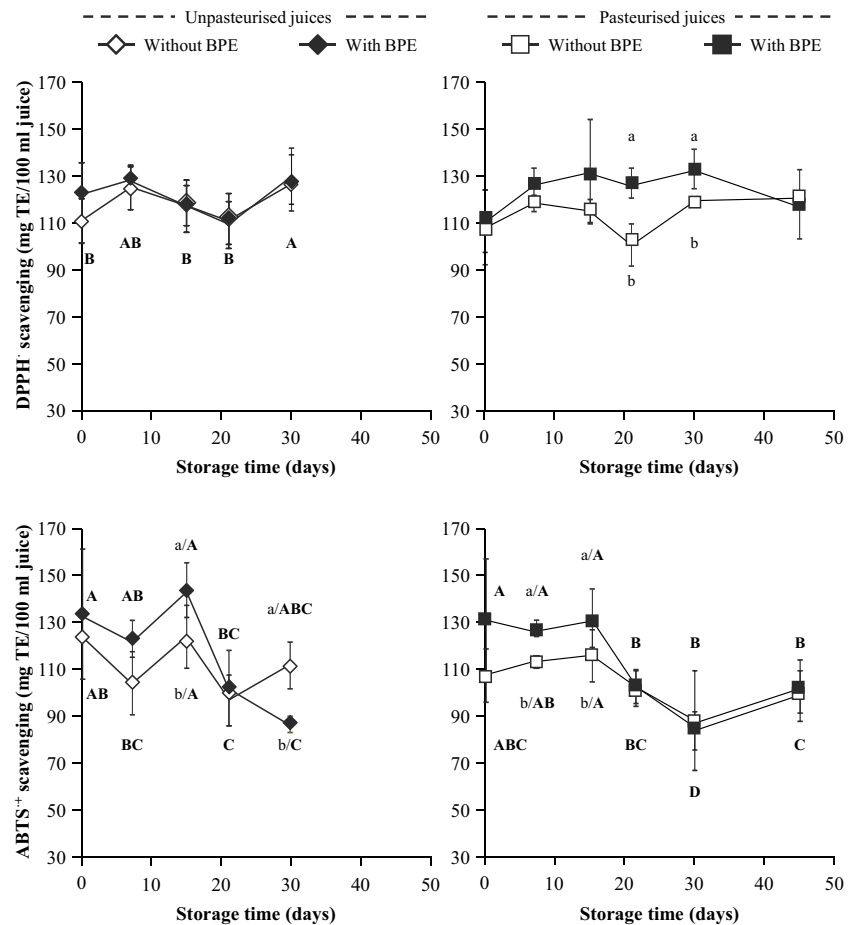 Unpasteurised juices
Pasteurised juices
Without BPE
With BPE
Without BPE
With BPE
DPPH· scavenging (mg TE/100 ml juice)
170
150
130
110
90
70
50
30
B
AB
B
B
A
0 10 20 30 40 50
Storage time (days)
170
150
130
110
90
70
50
30
a
a
b
b
0 10 20 30 40 50
Storage time (days)
ABTS·+ scavenging (mg TE/100 ml juice)
170
150
130
110
90
70
50
30
a/A
A
AB
a/ABC
BC
AB
b/A
BC
C
b/C
0 10 20 30 40 50
Storage time (days)
170
150
130
110
90
70
50
30
a/A
A
a/A
B
B
B
b/AB
b/A
ABC
BC
C
D
0 10 20 30 40 50
Storage time (days)